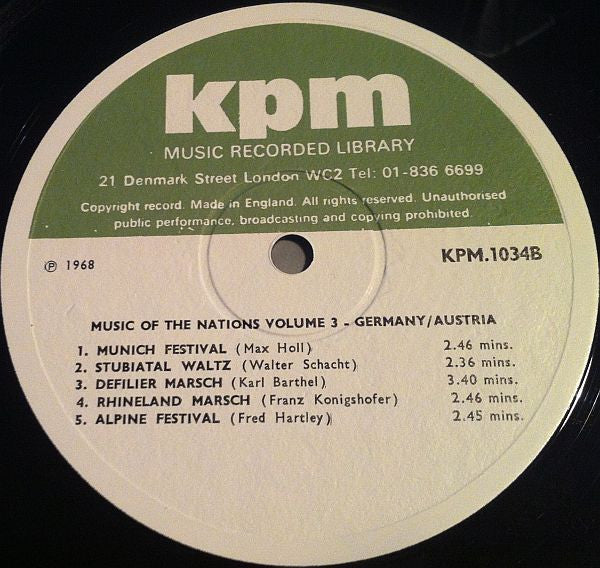 kpm
MUSIC RECORDED LIBRARY
21 Denmark Street London WC2 Tel: 01-836 6699
Copyright record. Made in England. All rights reserved. Unauthorised
public performance, broadcasting and copying prohibited.
℗ 1968 KPM.1034B
MUSIC OF THE NATIONS VOLUME 3 - GERMANY/AUSTRIA
1. MUNICH FESTIVAL (Max Holl) 2.46 mins.
2. STUBIATAL WALTZ (Walter Schacht) 2.36 mins.
3. DEFILIER MARSCH (Karl Barthel) 3.40 mins.
4. RHINELAND MARSCH (Franz Konigshofer) 2.46 mins.
5. ALPINE FESTIVAL (Fred Hartley) 2.45 mins.